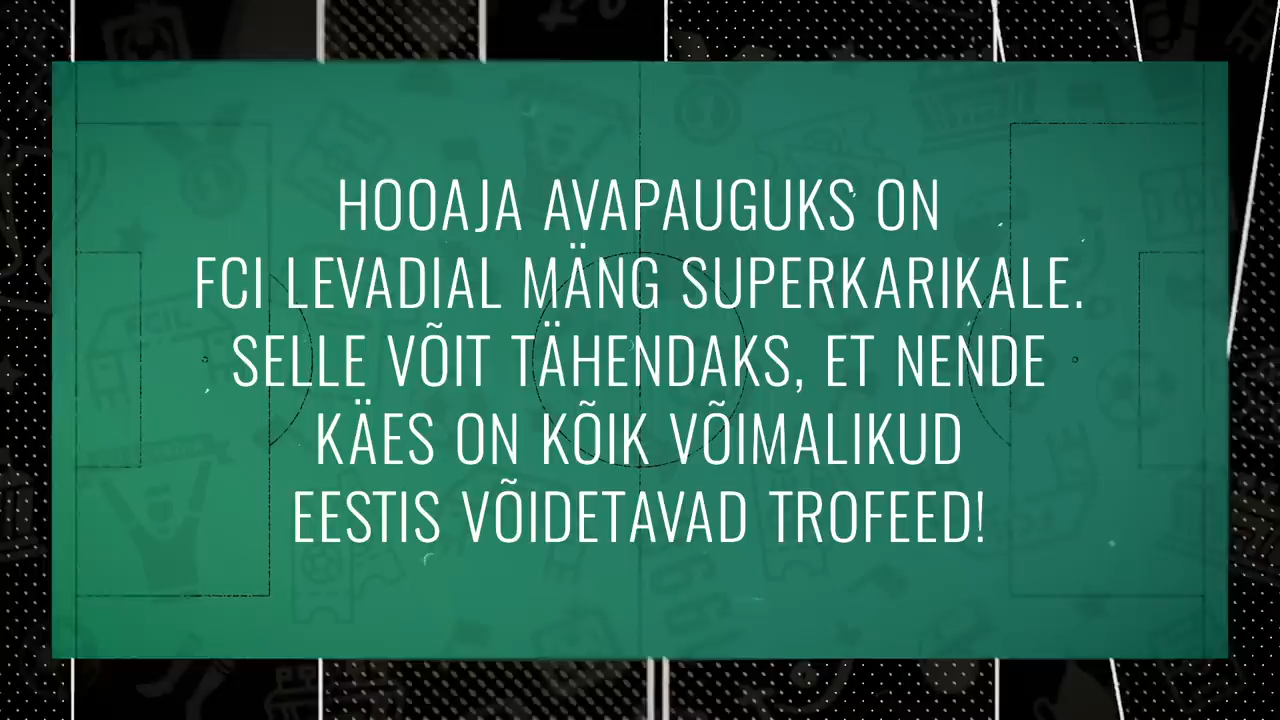 HOOAJA AVAPAUGUKS ON
FCI LEVADIAL MÄNG SUPERKARIKALE.
SELLE VÕIT TÄHENDAKS, ET NENDE
KÄES ON KÕIK VÕIMALIKUD
EESTIS VÕIDETAVAD TROFEED!